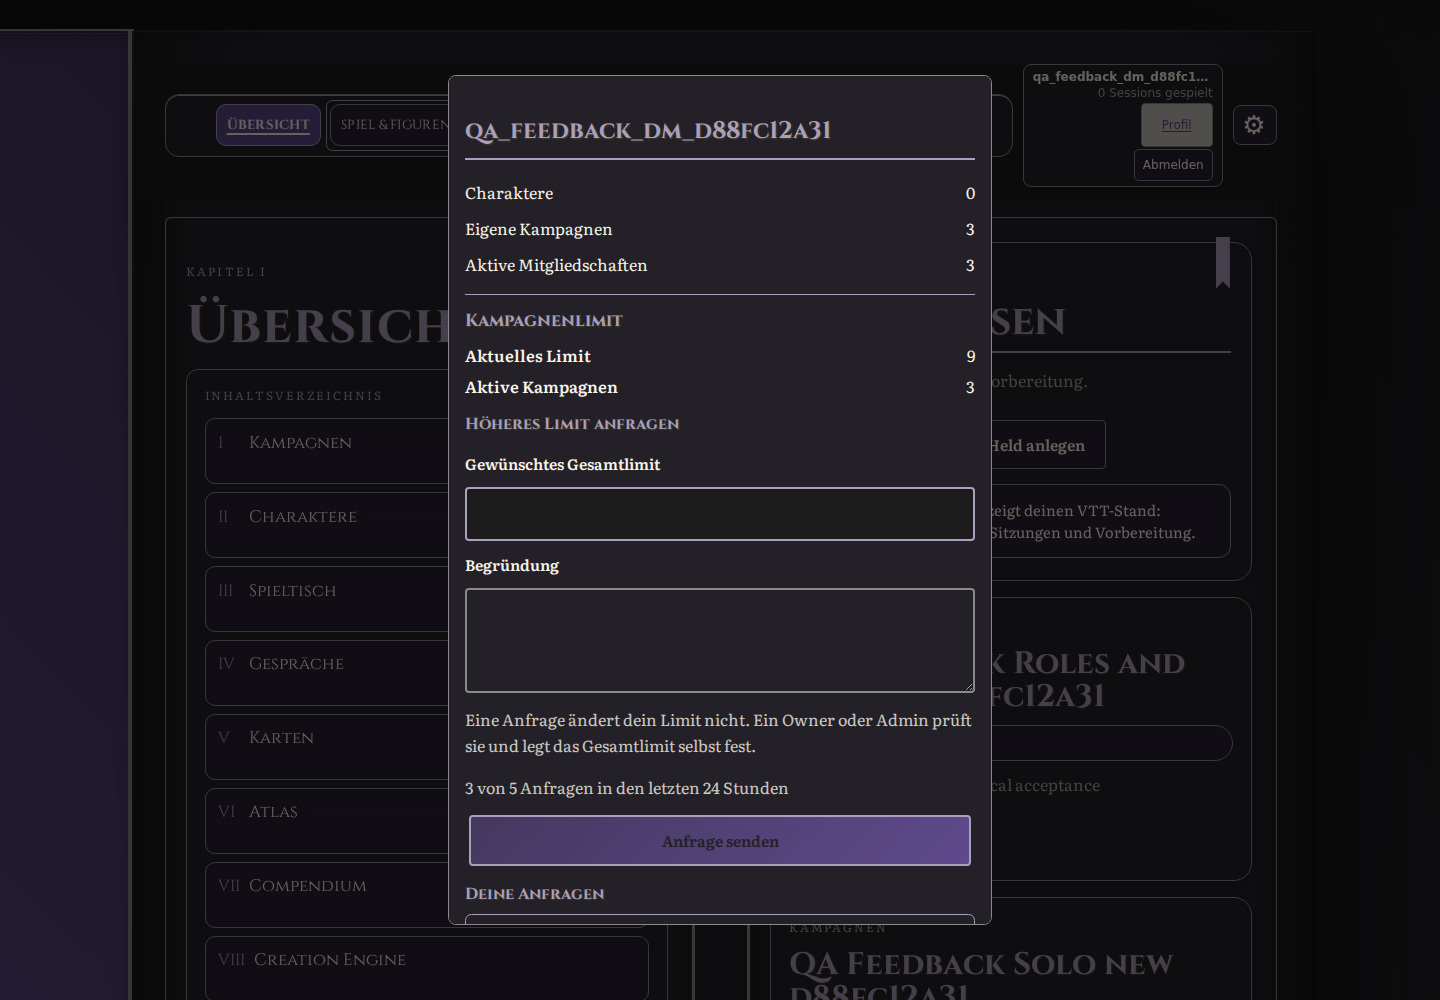 qa_feedback_dm_d88fc1...
0 Sessions gespielt
ÜBERSICHT
SPIEL & FIGUREN
Profil
Abmelden
QA_FEEDBACK_DM_D88FC12A31
Charaktere 0
Eigene Kampagnen 3
Aktive Mitgliedschaften 3
KAMPAGNENLIMIT
Aktuelles Limit 9
Aktive Kampagnen 3
HÖHERES LIMIT ANFRAGEN
Gewünschtes Gesamtlimit
Begründung
Eine Anfrage ändert dein Limit nicht. Ein Owner oder Admin prüft
sie und legt das Gesamtlimit selbst fest.
3 von 5 Anfragen in den letzten 24 Stunden
Anfrage senden
DEINE ANFRAGEN
KAPITEL I
ÜBERSICH
INHALTSVERZEICHNIS
I KAMPAGNEN
II CHARAKTERE
III SPIELTISCH
IV GESPRÄCHE
V KARTEN
VI ATLAS
VII COMPENDIUM
VIII CREATION ENGINE
SEN
orbereitung.
Held anlegen
zeigt deinen VTT-Stand:
Sitzungen und Vorbereitung.
K ROLES AND
FC12A31
cal acceptance
KAMPAGNEN
QA FEEDBACK SOLO NEW
D88FC12A31